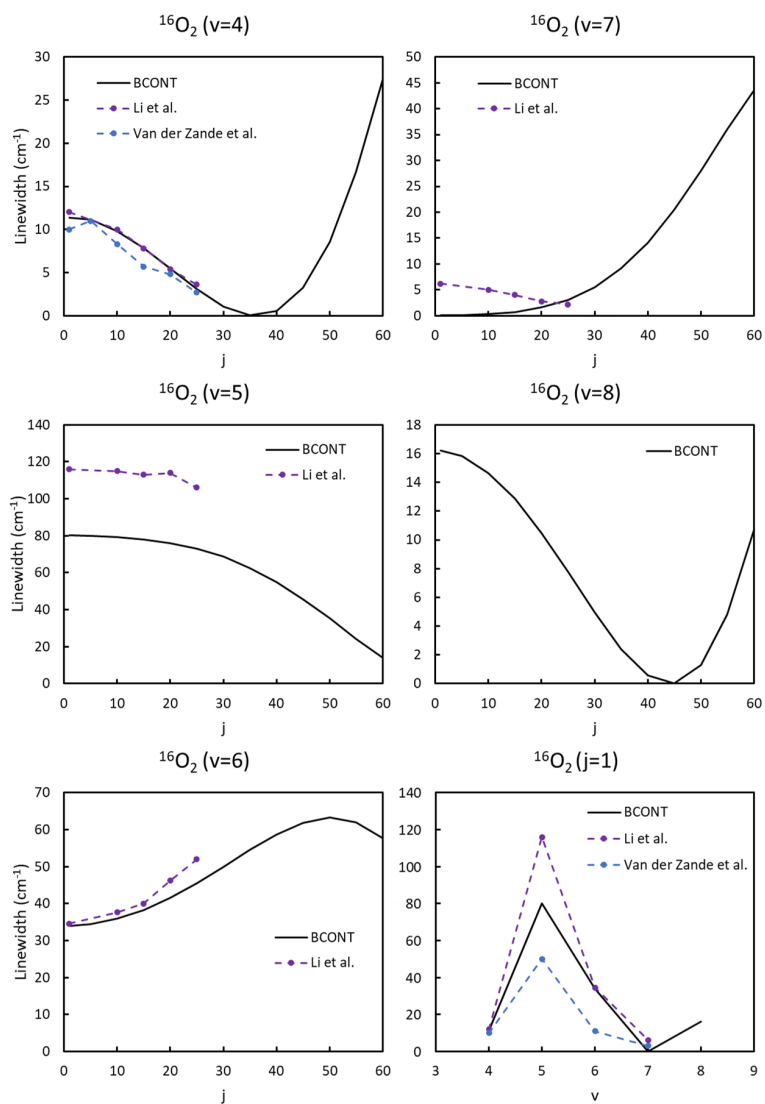 ¹⁶O₂ (v=4)
Linewidth (cm⁻¹)
30
25
20
15
10
5
0
BCONT
Li et al.
Van der Zande et al.
0 10 20 30 40 50 60
j
¹⁶O₂ (v=7)
50
45
40
35
30
25
20
15
10
5
0
BCONT
Li et al.
0 10 20 30 40 50 60
j
¹⁶O₂ (v=5)
Linewidth (cm⁻¹)
140
120
100
80
60
40
20
0
BCONT
Li et al.
0 10 20 30 40 50 60
j
¹⁶O₂ (v=8)
18
16
14
12
10
8
6
4
2
0
BCONT
0 10 20 30 40 50 60
j
¹⁶O₂ (v=6)
Linewidth (cm⁻¹)
70
60
50
40
30
20
10
0
BCONT
Li et al.
0 10 20 30 40 50 60
j
¹⁶O₂ (j=1)
140
120
100
80
60
40
20
0
BCONT
Li et al.
Van der Zande et al.
3 4 5 6 7 8 9
v